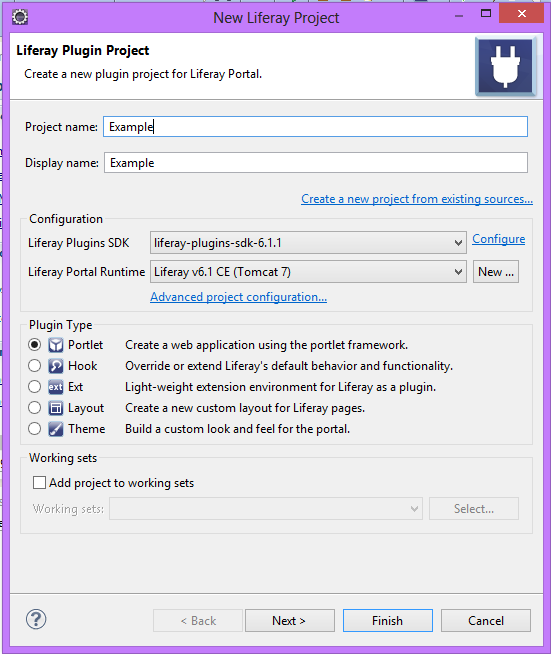 New Liferay Project
Liferay Plugin Project
Create a new plugin project for Liferay Portal.
Project name: Example
Display name: Example
Create a new project from existing sources...
Configuration
Liferay Plugins SDK liferay-plugins-sdk-6.1.1 Configure
Liferay Portal Runtime Liferay v6.1 CE (Tomcat 7) New ...
Advanced project configuration...
Plugin Type
Portlet Create a web application using the portlet framework.
Hook Override or extend Liferay's default behavior and functionality.
ext Ext Light-weight extension environment for Liferay as a plugin.
Layout Create a new custom layout for Liferay pages.
Theme Build a custom look and feel for the portal.
Working sets
Add project to working sets
Working sets: Select...
? < Back Next > Finish Cancel